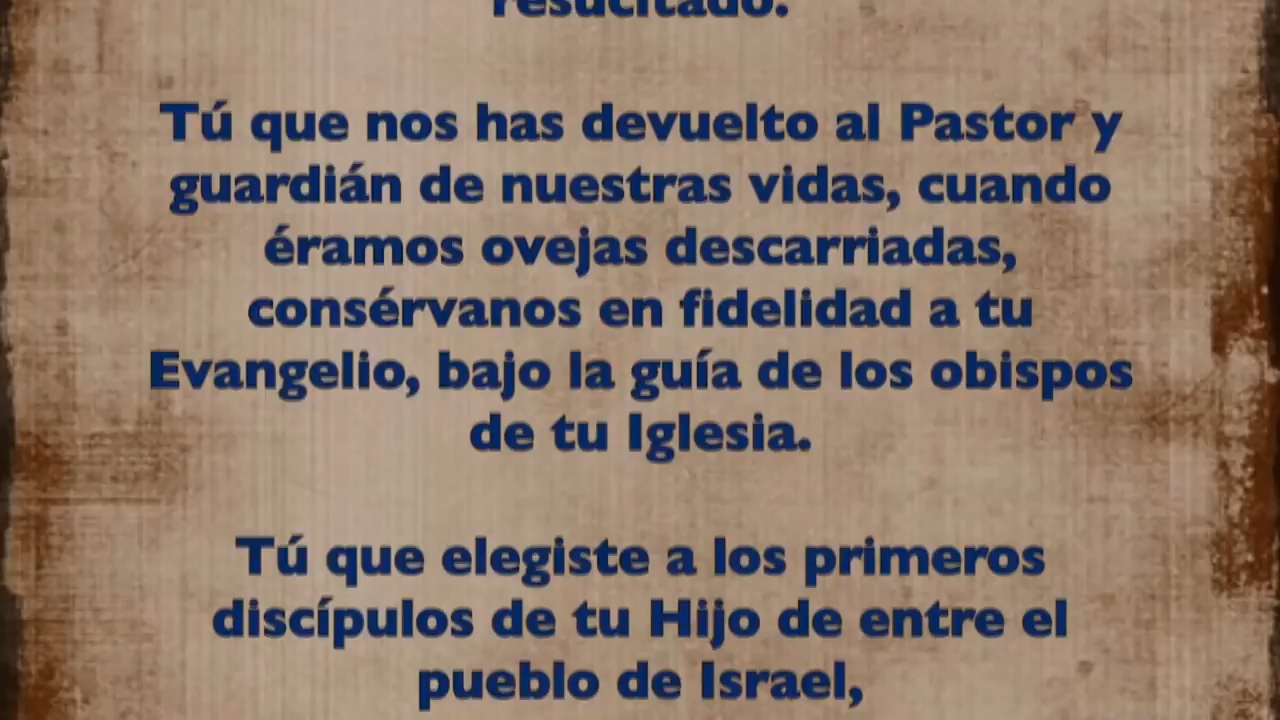 resucitado.
Tú que nos has devuelto al Pastor y
guardián de nuestras vidas, cuando
éramos ovejas descarriadas,
consérvanos en fidelidad a tu
Evangelio, bajo la guía de los obispos
de tu Iglesia.
Tú que elegiste a los primeros
discípulos de tu Hijo de entre el
pueblo de Israel,